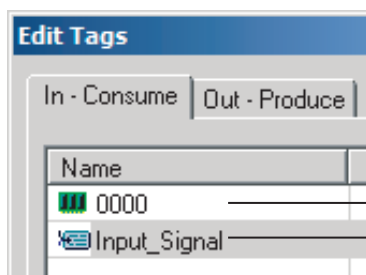 Edit Tags
In - Consume Out - Produce
Name
0000
Input_Signal